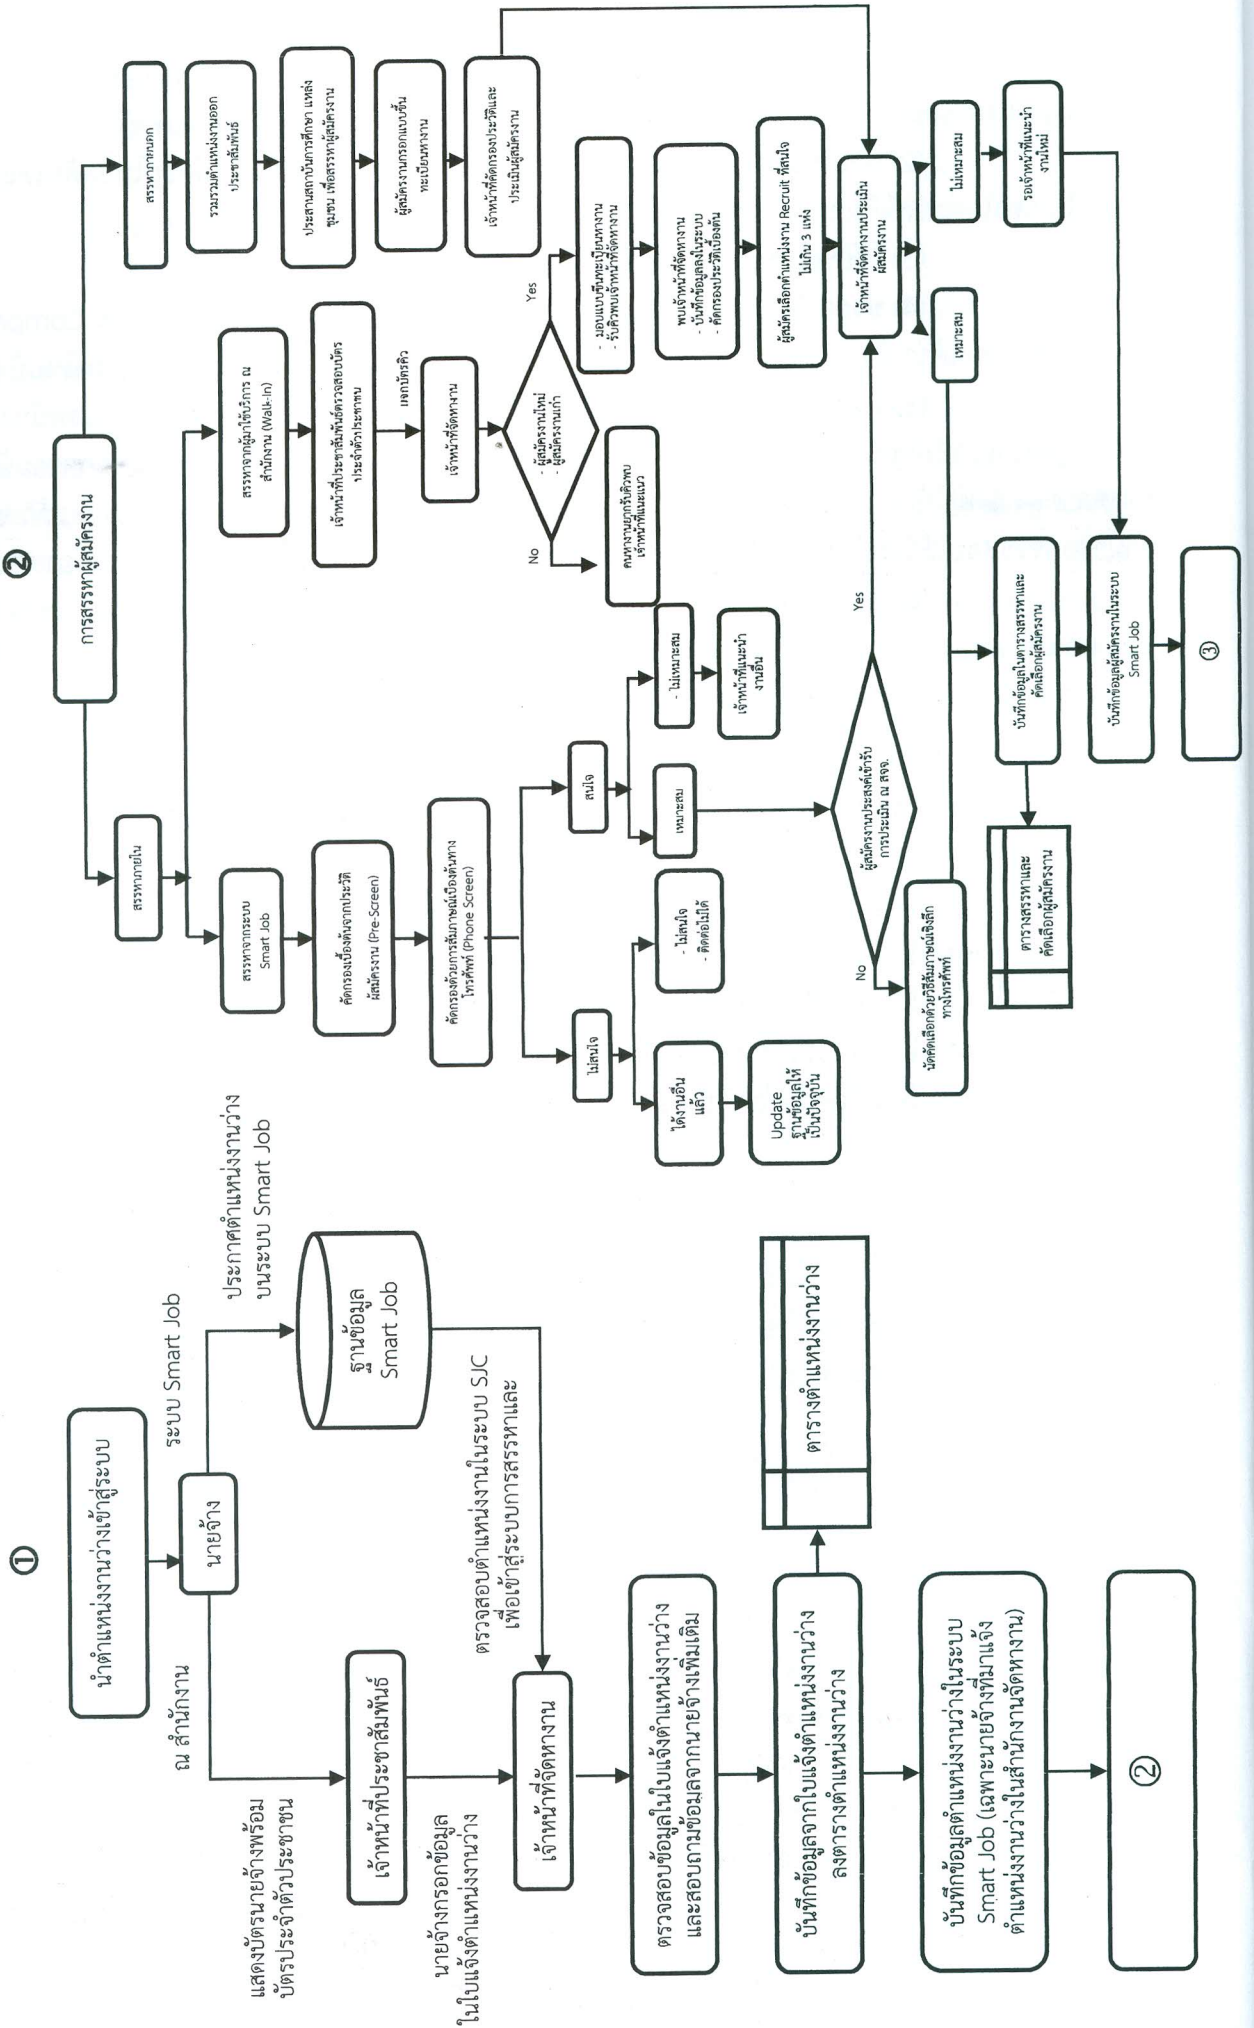 ①
นำตำแหน่งงานว่างเข้าสู่ระบบ
นายจ้าง
ณ สำนักงาน
ระบบ Smart Job
แสดงบัตรนายจ้างพร้อม
บัตรประจำตัวประชาชน
ประกาศตำแหน่งงานว่าง
บนระบบ Smart Job
เจ้าหน้าที่ประชาสัมพันธ์
ฐานข้อมูล
Smart Job
นายจ้างกรอกข้อมูล
ในใบแจ้งตำแหน่งงานว่าง
ตรวจสอบตำแหน่งงานในระบบ SJC
เพื่อเข้าสู่ระบบการสรรหาและ
เจ้าหน้าที่จัดหางาน
ตรวจสอบข้อมูลในใบแจ้งตำแหน่งงานว่าง
และสอบถามข้อมูลจากนายจ้างเพิ่มเติม
บันทึกข้อมูลจากใบแจ้งตำแหน่งงานว่าง
ลงตารางตำแหน่งงานว่าง
ตารางตำแหน่งงานว่าง
บันทึกข้อมูลตำแหน่งงานว่างในระบบ
Smart Job (เฉพาะนายจ้างที่มาแจ้ง
ตำแหน่งงานว่างในสำนักงานจัดหางาน)
②
②
การสรรหาผู้สมัครงาน
สรรหาภายใน
สรรหาภายนอก
สรรหาจากระบบ
Smart Job
คัดกรองเบื้องต้นจากประวัติ
ผู้สมัครงาน (Pre-Screen)
คัดกรองด้วยการสัมภาษณ์เบื้องต้นทาง
โทรศัพท์ (Phone Screen)
ไม่สนใจ
สนใจ
ได้งานอื่น
แล้ว
- ไม่สนใจ
- ติดต่อไม่ได้
เหมาะสม
- ไม่เหมาะสม
Update
ฐานข้อมูลให้
เป็นปัจจุบัน
เจ้าหน้าที่แนะนำ
งานอื่น
ผู้สมัครงานประสงค์เข้ารับ
การประเมิน ณ สจจ.
No
Yes
นัดคัดเลือกด้วยวิธีสัมภาษณ์เชิงลึก
ทางโทรศัพท์
สรรหาจากผู้มาใช้บริการ ณ
สำนักงาน (Walk-In)
เจ้าหน้าที่ประชาสัมพันธ์ตรวจสอบบัตร
ประจำตัวประชาชน
แจกบัตรคิว
เจ้าหน้าที่จัดหางาน
- ผู้สมัครงานใหม่
- ผู้สมัครงานเก่า
No
Yes
คนหางานยากรับคิวพบ
เจ้าหน้าที่แนะแนว
- มอบแบบขึ้นทะเบียนหางาน
- รับคิวพบเจ้าหน้าที่จัดหางาน
พบเจ้าหน้าที่จัดหางาน
- บันทึกข้อมูลลงในระบบ
- คัดกรองประวัติเบื้องต้น
ผู้สมัครเลือกตำแหน่งงาน Recruit ที่สนใจ
ไม่เกิน 3 แห่ง
รวบรวมตำแหน่งงานออก
ประชาสัมพันธ์
ประสานสถาบันการศึกษา แหล่ง
ชุมชน เพื่อสรรหาผู้สมัครงาน
ผู้สมัครงานกรอกแบบขึ้น
ทะเบียนหางาน
เจ้าหน้าที่คัดกรองประวัติและ
ประเมินผู้สมัครงาน
เจ้าหน้าที่จัดหางานประเมิน
ผู้สมัครงาน
เหมาะสม
ไม่เหมาะสม
รอเจ้าหน้าที่แนะนำ
งานใหม่
บันทึกข้อมูลในตารางสรรหาและ
คัดเลือกผู้สมัครงาน
ตารางสรรหาและ
คัดเลือกผู้สมัครงาน
บันทึกข้อมูลผู้สมัครงานในระบบ
Smart Job
③